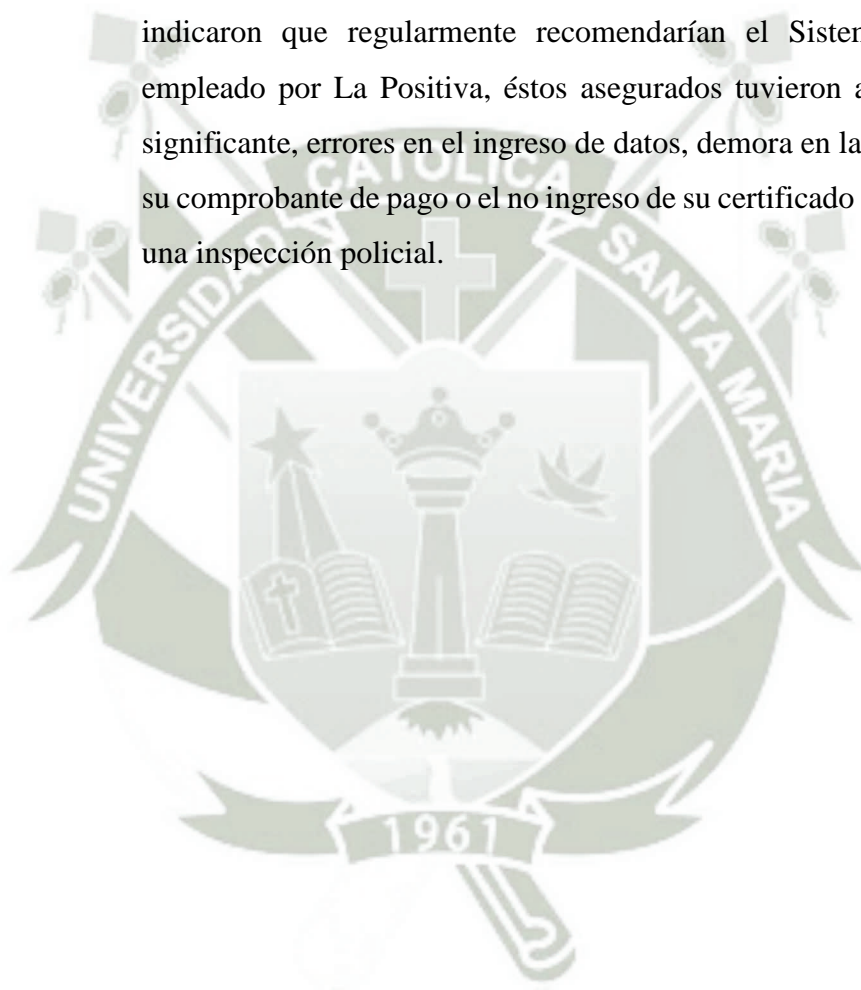 indicaron que regularmente recomendarían el Sistem
empleado por La Positiva, éstos asegurados tuvieron a
significante, errores en el ingreso de datos, demora en la
su comprobante de pago o el no ingreso de su certificado
una inspección policial.
UNIVERSIDAD CATOLICA SANTA MARIA
1961